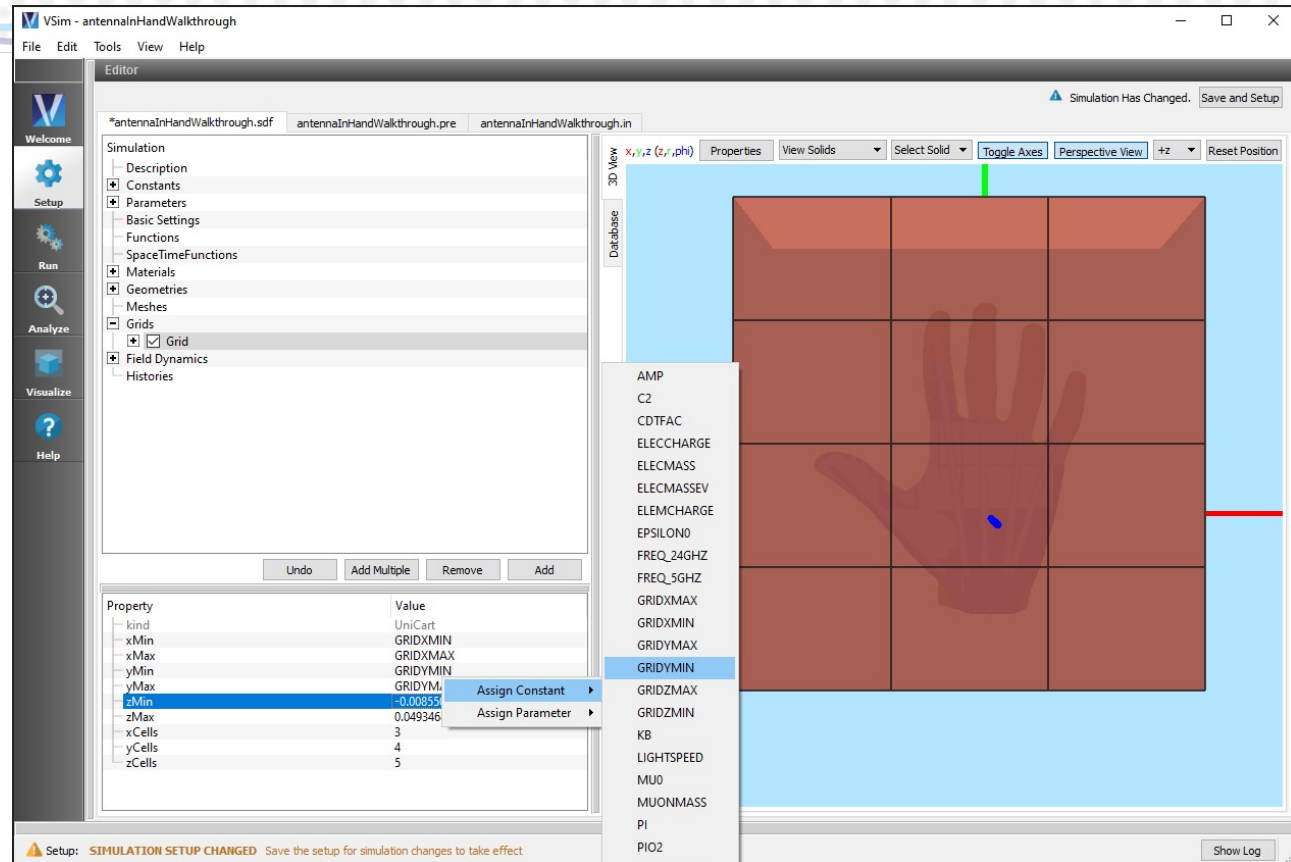 VSim - antennaInHandWalkthrough
File Edit Tools View Help
Editor
Simulation Has Changed. Save and Setup
*antennaInHandWalkthrough.sdf antennaInHandWalkthrough.pre antennaInHandWalkthrough.in
Welcome
Setup
Run
Analyze
Visualize
Help
Simulation
Description
Constants
Parameters
Basic Settings
Functions
SpaceTimeFunctions
Materials
Geometries
Meshes
Grids
Grid
Field Dynamics
Histories
Undo Add Multiple Remove Add
Property Value
kind UniCart
xMin GRIDXMIN
xMax GRIDXMAX
yMin GRIDYMIN
yMax GRIDYMA
zMin
zMax
xCells 3
yCells 4
zCells 5
Assign Constant
Assign Parameter
AMP
C2
CDTFAC
ELECCHARGE
ELECMASS
ELECMASSEV
ELEMCHARGE
EPSILON0
FREQ_24GHZ
FREQ_5GHZ
GRIDXMAX
GRIDXMIN
GRIDYMAX
GRIDYMIN
GRIDZMAX
GRIDZMIN
KB
LIGHTSPEED
MU0
MUONMASS
PI
PIO2
3D View
Database
x,y,z (z,r,phi) Properties View Solids Select Solid Toggle Axes Perspective View +z Reset Position
Setup: SIMULATION SETUP CHANGED Save the setup for simulation changes to take effect
Show Log